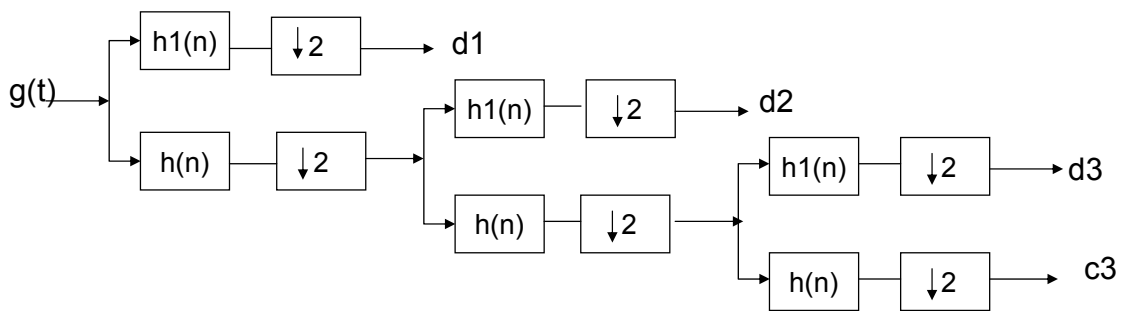 h1(n) ↓2 d1
g(t)
h1(n) ↓2 d2
h(n) ↓2
h1(n) ↓2 d3
h(n) ↓2
h(n) ↓2 c3